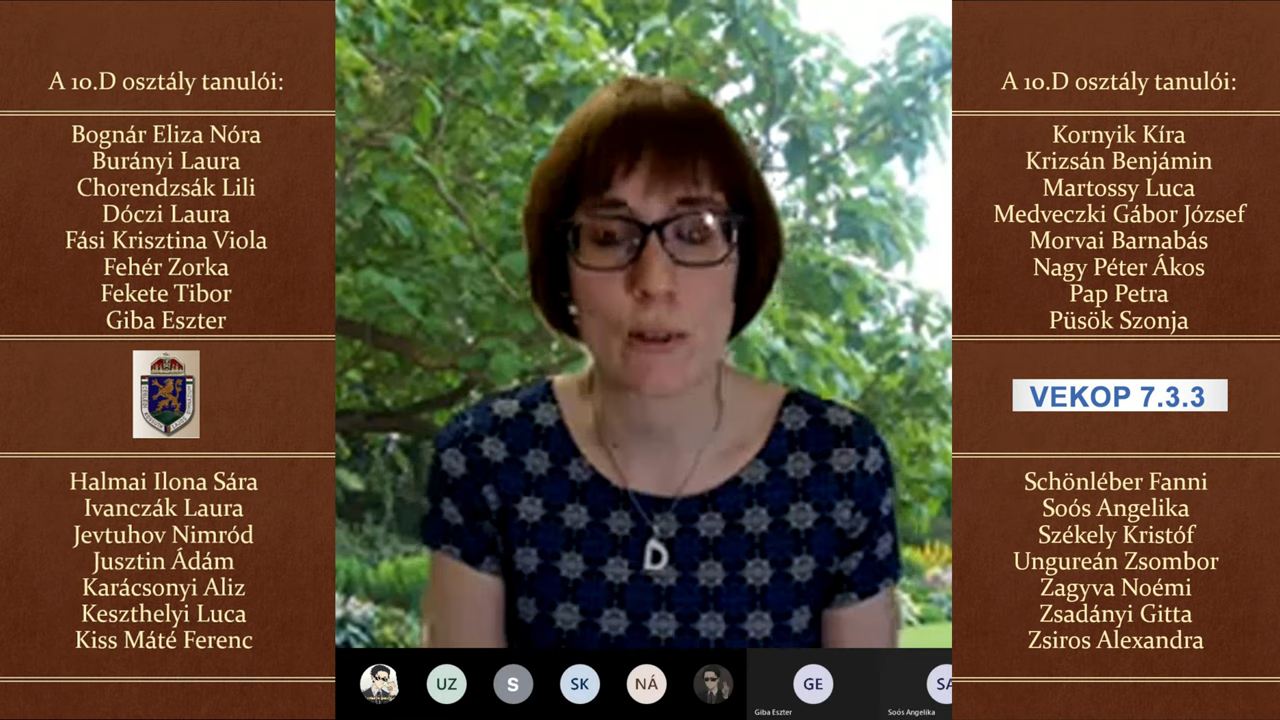 A 10.D osztály tanulói:
Bognár Eliza Nóra
Burányi Laura
Chorendzsák Lili
Dóczi Laura
Fási Krisztina Viola
Fehér Zorka
Fekete Tibor
Giba Eszter
Halmai Ilona Sára
Ivanczák Laura
Jevtuhov Nimród
Jusztin Ádám
Karácsonyi Aliz
Keszthelyi Luca
Kiss Máté Ferenc
D
UZ
S
SK
NÁ
GE
SA
Giba Eszter
Soós Angelika
A 10.D osztály tanulói:
Kornyik Kíra
Krizsán Benjámin
Martossy Luca
Medveczki Gábor József
Morvai Barnabás
Nagy Péter Ákos
Pap Petra
Püsök Szonja
VEKOP 7.3.3
Schönléber Fanni
Soós Angelika
Székely Kristóf
Ungureán Zsombor
Zagyva Noémi
Zsadányi Gitta
Zsiros Alexandra